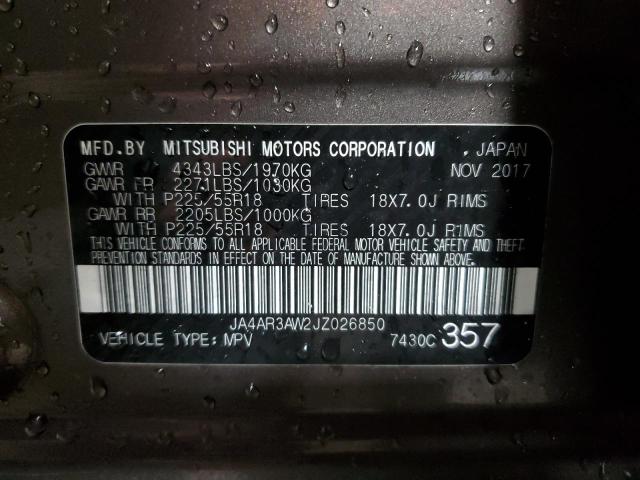 MFD.BY MITSUBISHI MOTORS CORPORATION , JAPAN
GVWR 4343LBS/1970KG NOV 2017
GAWR FR 2271LBS/1030KG
WITH P225/55R18 TIRES 18X7.0J RIMS
GAWR RR 2205LBS/1000KG
WITH P225/55R18 TIRES 18X7.0J RIMS
THIS VEHICLE CONFORMS TO ALL APPLICABLE FEDERAL MOTOR VEHICLE SAFETY AND THEFT
PREVENTION STANDARDS IN EFFECT ON THE DATE OF MANUFACTURE SHOWN ABOVE.
JA4AR3AW2JZ026850
VEHICLE TYPE:MPV 7430C 357